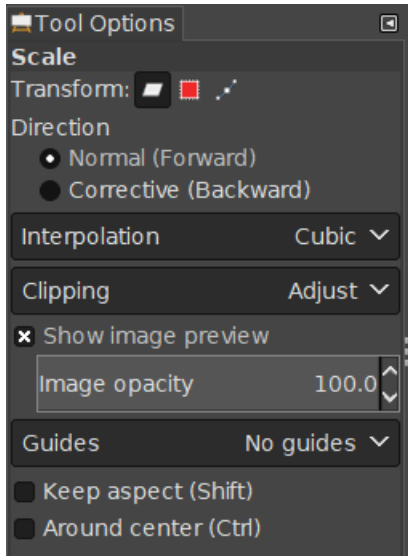 Tool Options
Scale
Transform:
Direction
Normal (Forward)
Corrective (Backward)
Interpolation Cubic
Clipping Adjust
Show image preview
Image opacity 100.0
Guides No guides
Keep aspect (Shift)
Around center (Ctrl)